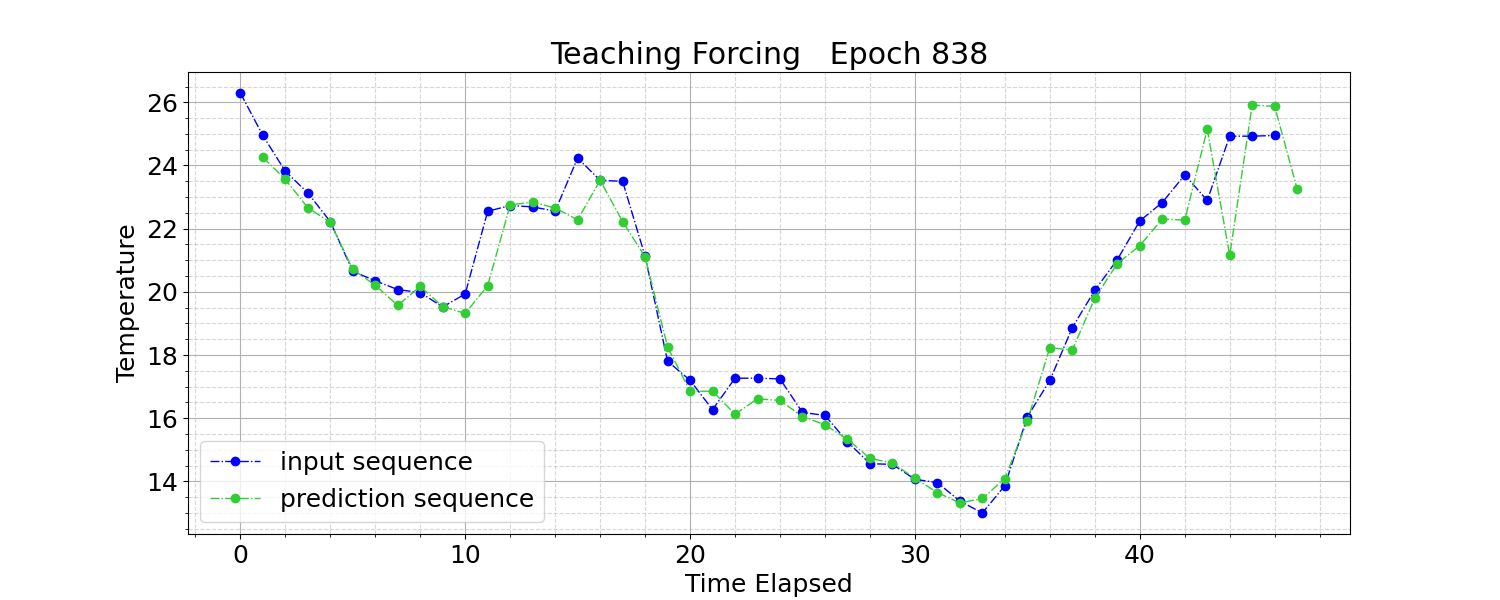 Teaching Forcing   Epoch 838
Temperature
26
24
22
20
18
16
14
input sequence
prediction sequence
0 10 20 30 40
Time Elapsed